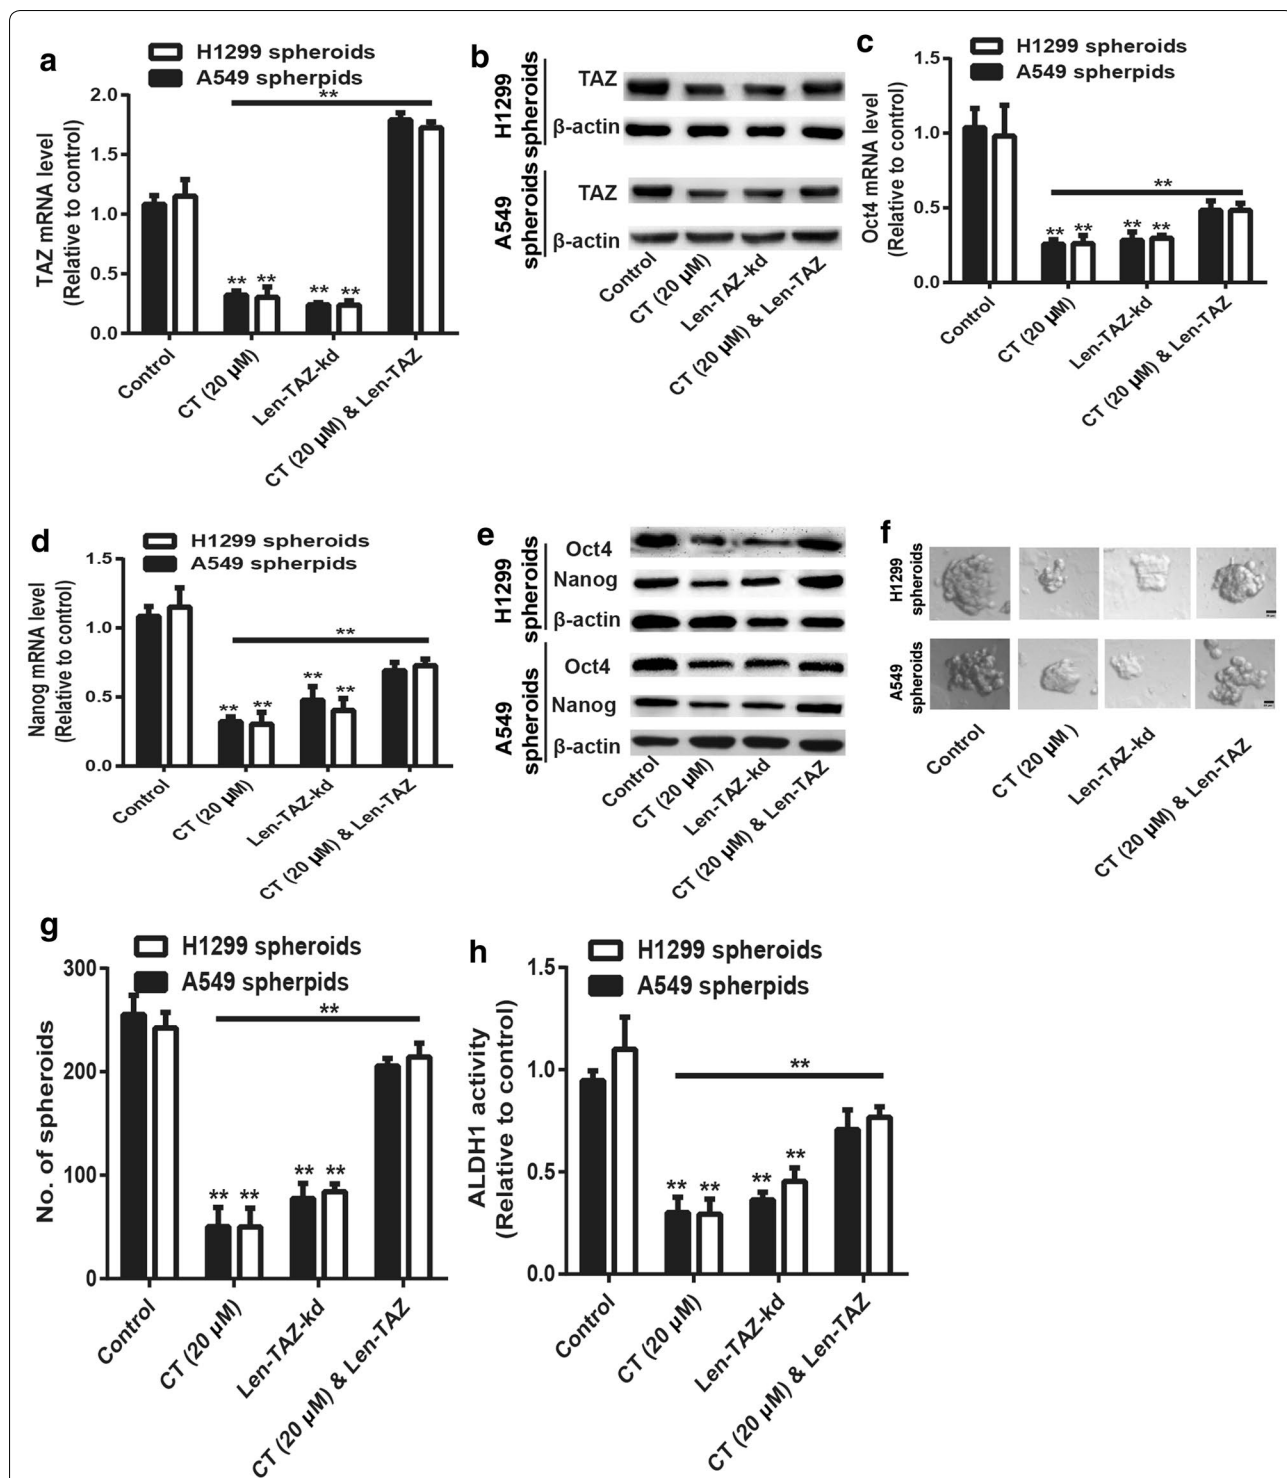 a
H1299 spheroids
A549 spherpids
TAZ mRNA level
(Relative to control)
2.0
1.5
1.0
0.5
0.0
**
** ** ** **
Control
CT (20 µM)
Len-TAZ-kd
CT (20 µM) & Len-TAZ
b
H1299
spheroids
TAZ
β-actin
A549
spheroids
TAZ
β-actin
Control
CT (20 µM)
Len-TAZ-kd
CT (20 µM) & Len-TAZ
c
H1299 spheroids
A549 spherpids
Oct4 mRNA level
(Relative to control)
1.5
1.0
0.5
0.0
**
** ** ** **
Control
CT (20 µM)
Len-TAZ-kd
CT (20 µM) & Len-TAZ
d
H1299 spheroids
A549 spherpids
Nanog mRNA level
(Relative to control)
1.5
1.0
0.5
0.0
**
** ** ** **
Control
CT (20 µM)
Len-TAZ-kd
CT (20 µM) & Len-TAZ
e
H1299
spheroids
Oct4
Nanog
β-actin
A549
spheroids
Oct4
Nanog
β-actin
Control
CT (20 µM)
Len-TAZ-kd
CT (20 µM) & Len-TAZ
f
H1299
spheroids
A549
spheroids
Control
CT (20 µM )
Len-TAZ-kd
CT (20 µM) & Len-TAZ
g
H1299 spheroids
A549 spherpids
No. of spheroids
300
200
100
0
**
** ** ** **
Control
CT (20 µM)
Len-TAZ-kd
CT (20 µM) & Len-TAZ
h
H1299 spheroids
A549 spherpids
ALDH1 activity
(Relative to control)
1.5
1.0
0.5
0.0
**
** ** ** **
Control
CT (20 µM)
Len-TAZ-kd
CT (20 µM) & Len-TAZ